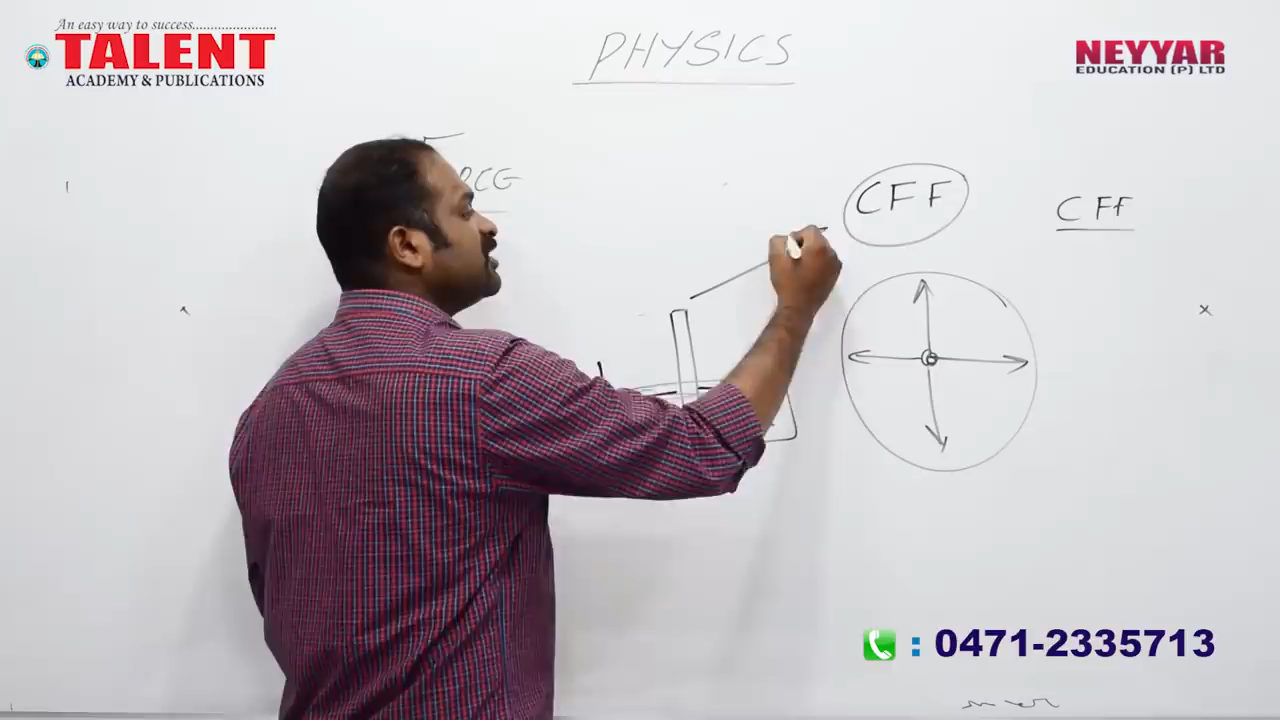 An easy way to success............................
TALENT
ACADEMY & PUBLICATIONS
PHYSICS
NEYYAR
EDUCATION (P) LTD
CFF
CFF
: 0471-2335713